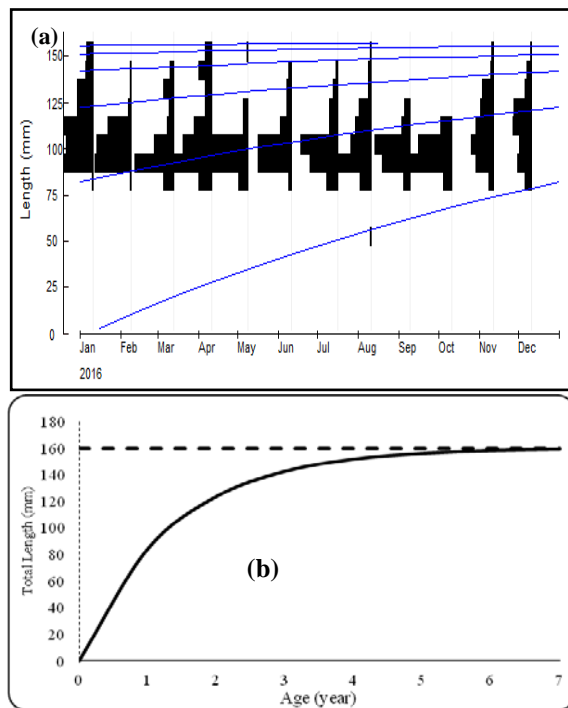 (a)
Length (mm)
150
125
100
75
50
25
0
Jan Feb Mar Apr May Jun Jul Aug Sep Oct Nov Dec
2016
(b)
Total Length (mm)
180
160
140
120
100
80
60
40
20
0
0 1 2 3 4 5 6 7
Age (year)